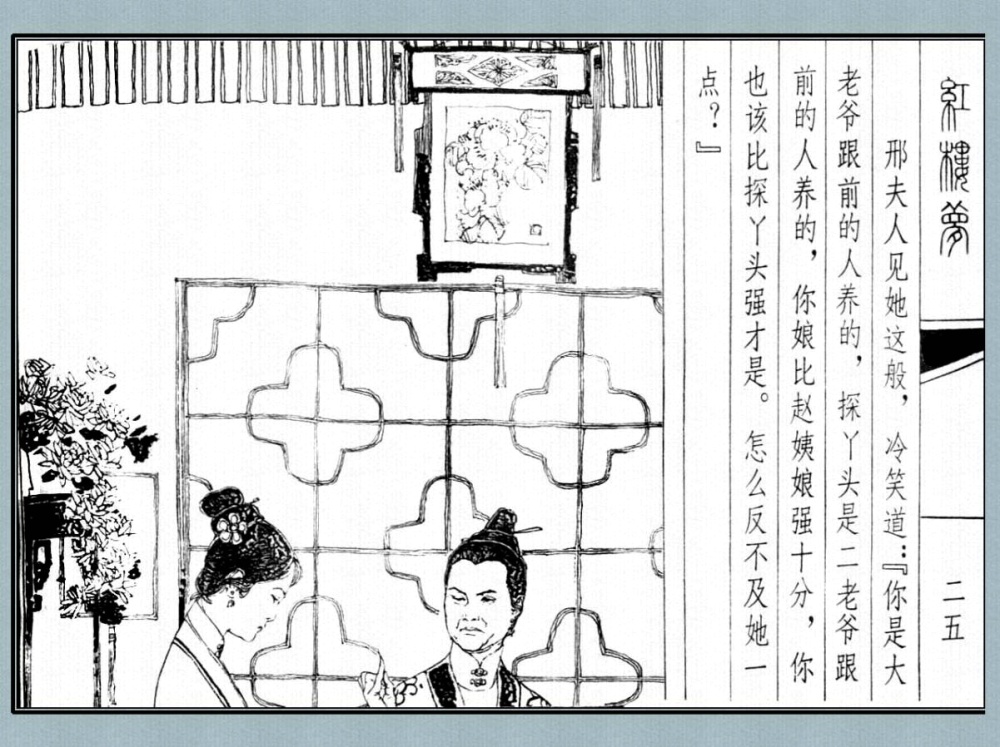 紅樓夢
二五
邢夫人见她这般，冷笑道：『你是大
老爷跟前的人养的，探丫头是二老爷跟
前的人养的，你娘比赵姨娘强十分，你
也该比探丫头强才是。怎么反不及她一
点？』